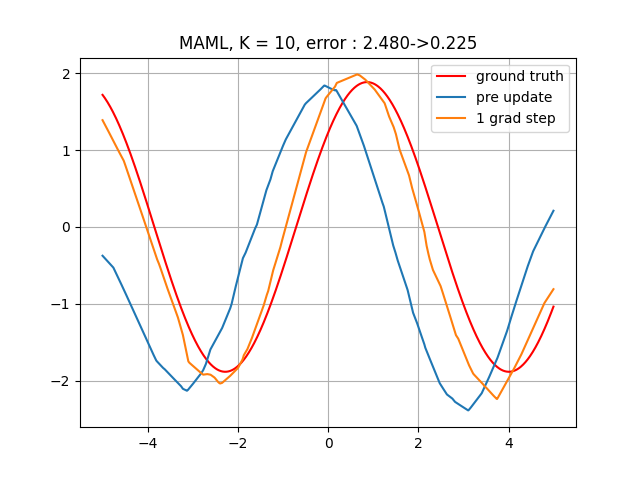 MAML, K = 10, error : 2.480->0.225
ground truth
pre update
1 grad step
2
1
0
−1
−2
−4
−2
0
2
4